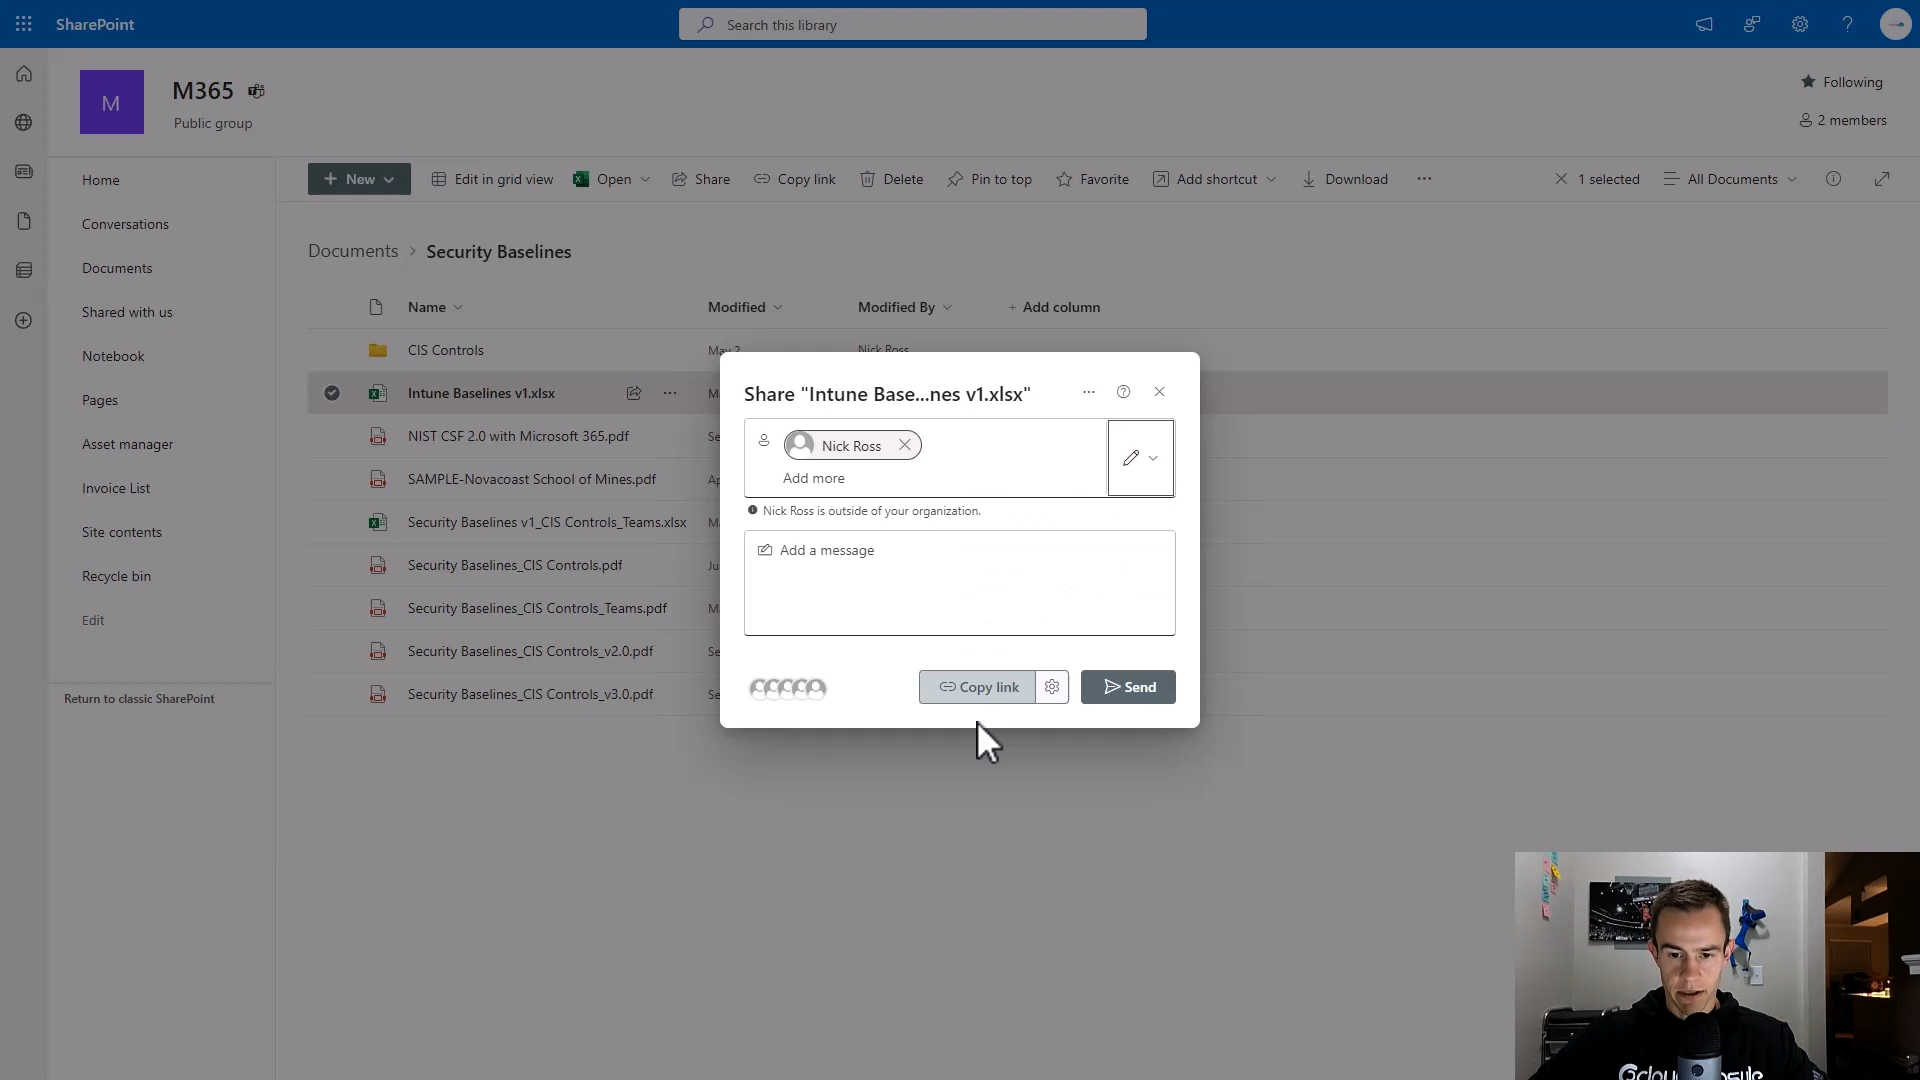 SharePoint
Search this library
M
M365
Public group
Following
2 members
Home
Conversations
Documents
Shared with us
Notebook
Pages
Asset manager
Invoice List
Site contents
Recycle bin
Edit
Return to classic SharePoint
+ New
Edit in grid view
Open
Share
Copy link
Delete
Pin to top
Favorite
Add shortcut
Download
1 selected
All Documents
Documents > Security Baselines
Name
Modified
Modified By
+ Add column
CIS Controls
May 2
Nick Ross
Intune Baselines v1.xlsx
NIST CSF 2.0 with Microsoft 365.pdf
SAMPLE-Novacoast School of Mines.pdf
Security Baselines v1_CIS Controls_Teams.xlsx
Security Baselines_CIS Controls.pdf
Security Baselines_CIS Controls_Teams.pdf
Security Baselines_CIS Controls_v2.0.pdf
Security Baselines_CIS Controls_v3.0.pdf
Share "Intune Base...nes v1.xlsx"
Nick Ross
Add more
Nick Ross is outside of your organization.
Add a message
Copy link
Send